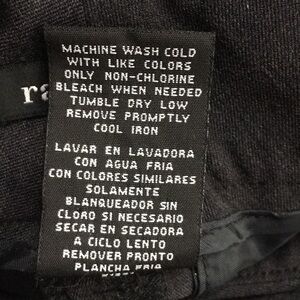 MACHINE WASH COLD
WITH LIKE COLORS
ONLY NON-CHLORINE
BLEACH WHEN NEEDED
TUMBLE DRY LOW
REMOVE PROMPTLY
COOL IRON
LAVAR EN LAVADORA
CON AGUA FRIA
CON COLORES SIMILARES
SOLAMENTE
BLANQUEADOR SIN
CLORO SI NECESARIO
SECAR EN SECADORA
A CICLO LENTO
REMOVER PRONTO
PLANCHA FRIA